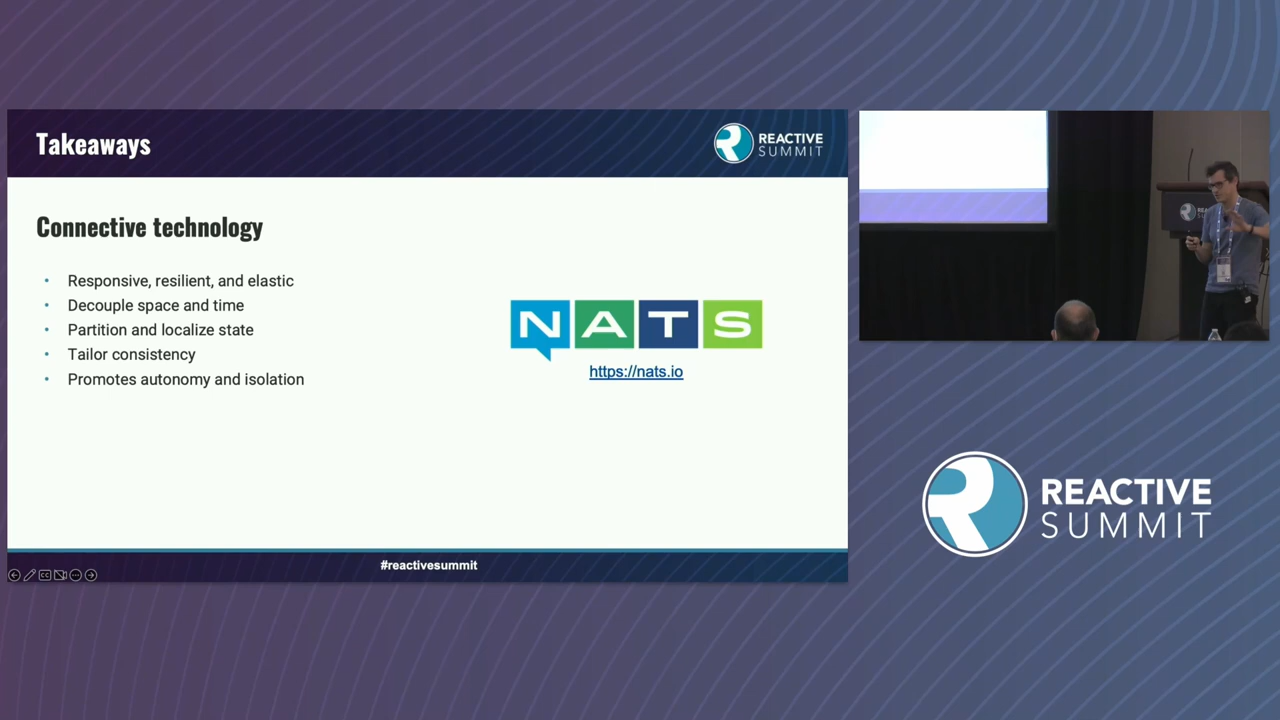 Takeaways
REACTIVE
SUMMIT
Connective technology
• Responsive, resilient, and elastic
• Decouple space and time
• Partition and localize state
• Tailor consistency
• Promotes autonomy and isolation
NATS
https://nats.io
#reactivesummit
REACTIVE
SUMMIT